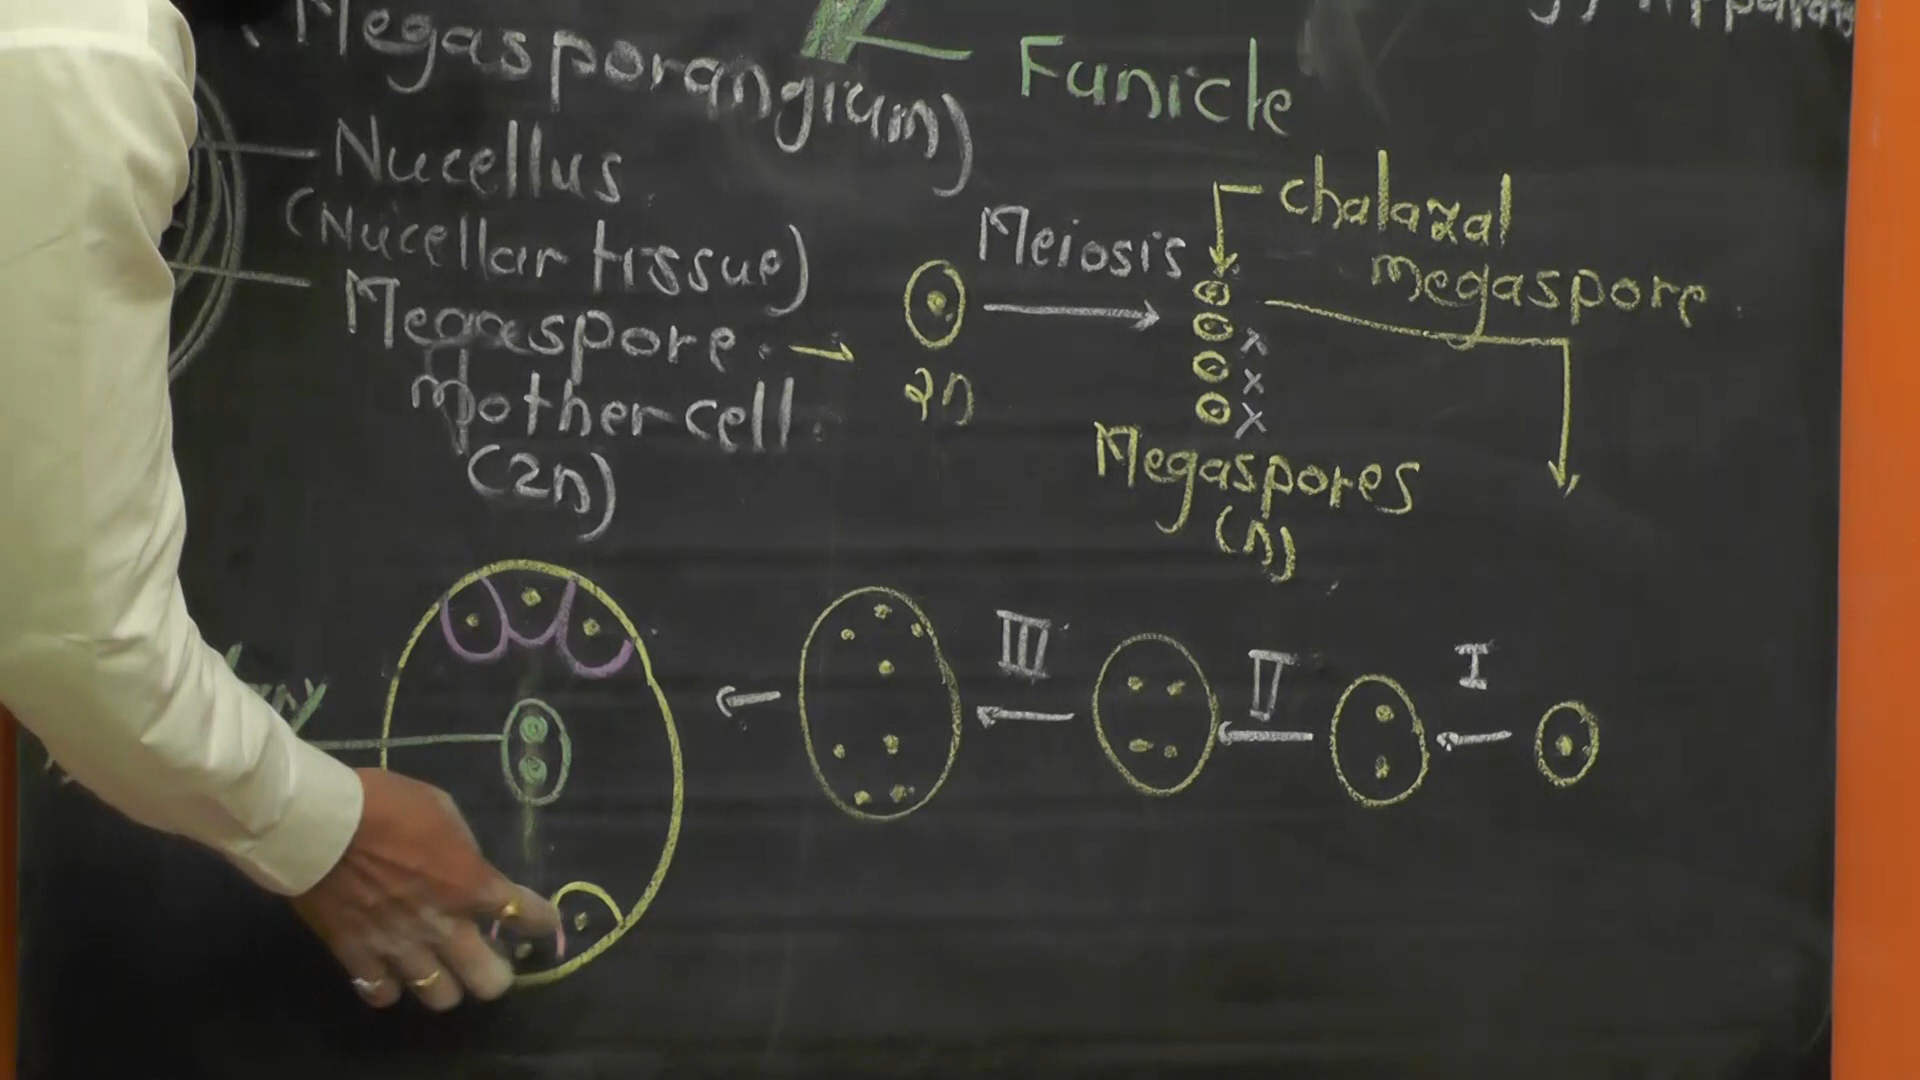 Megasporangium)
Funicle
Nucellus
(Nucellar tissue)
Megaspore
mother cell
(2n)
2n
Meiosis
chalazal
megaspore
x
x
x
Megaspores
(n)
III
II
I